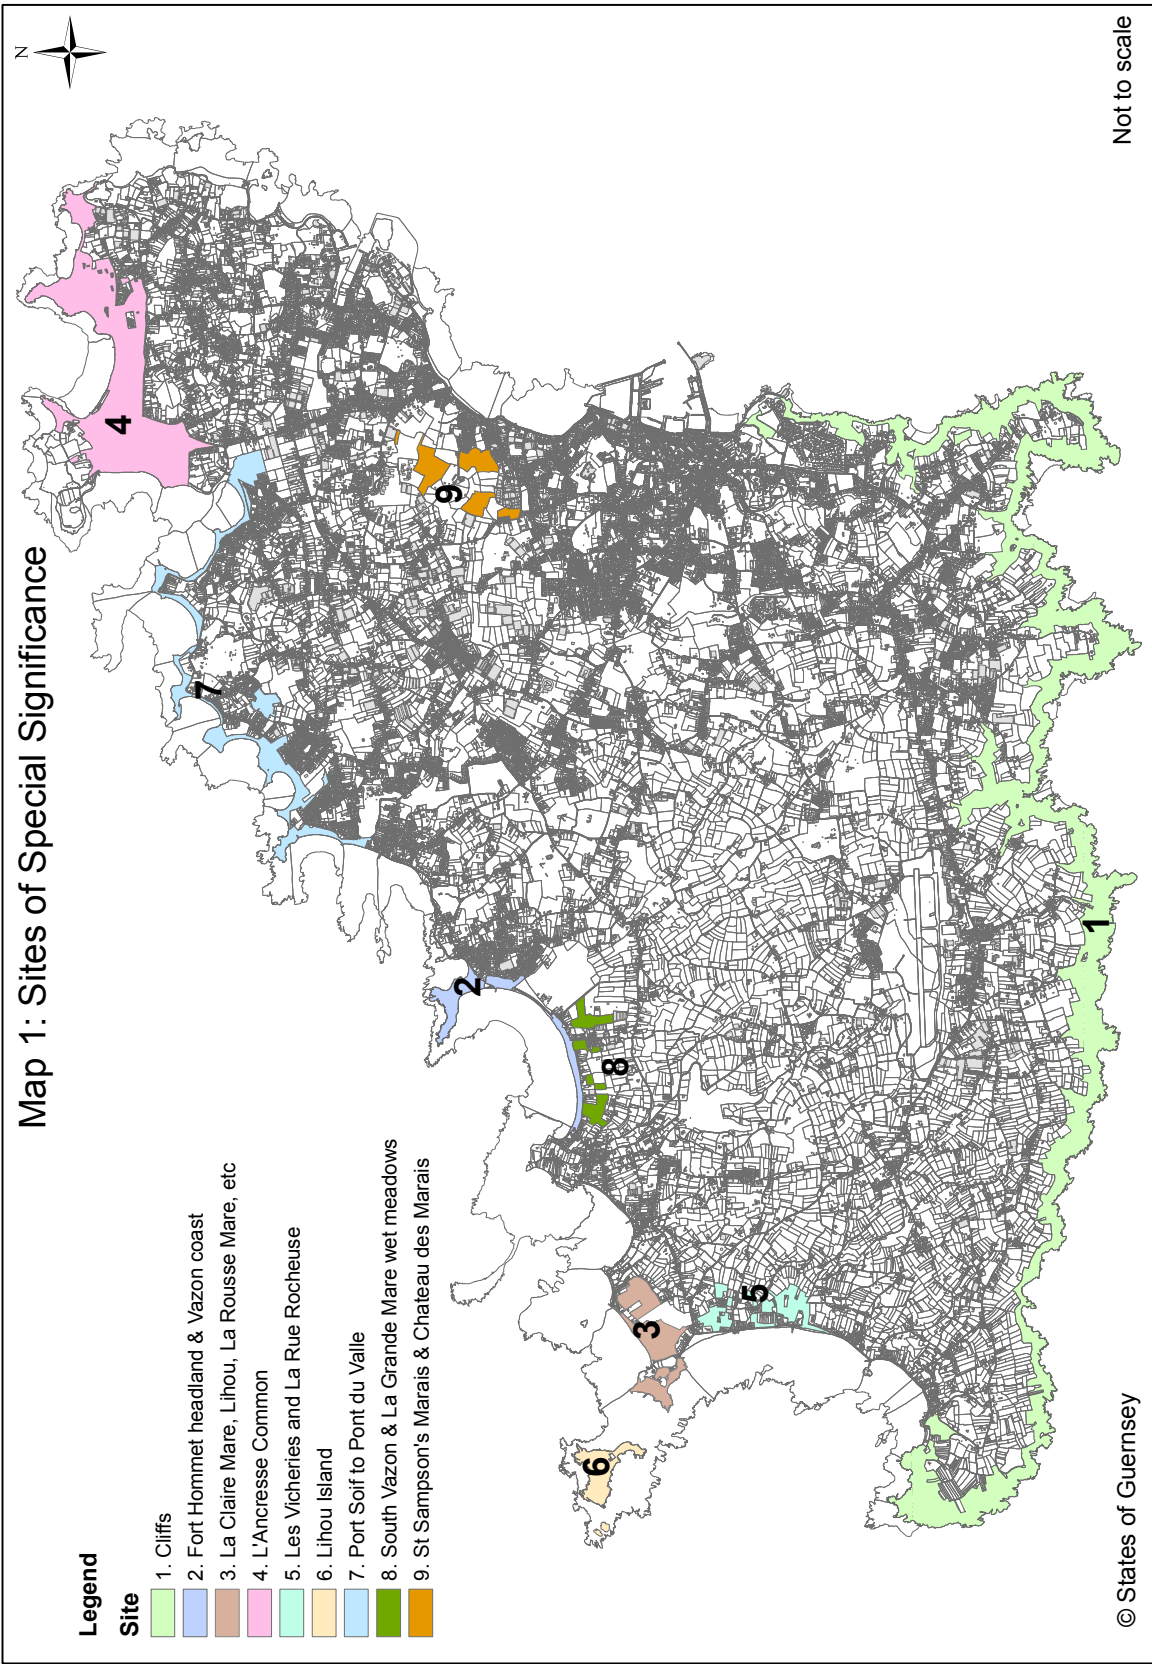 Map 1: Sites of Special Significance
N
Legend
Site
1. Cliffs
2. Fort Hommet headland & Vazon coast
3. La Claire Mare, Lihou, La Rousse Mare, etc
4. L'Ancresse Common
5. Les Vicheries and La Rue Rocheuse
6. Lihou Island
7. Port Soif to Pont du Valle
8. South Vazon & La Grande Mare wet meadows
9. St Sampson's Marais & Chateau des Marais
4
7
9
2
8
3
5
6
1
© States of Guernsey
Not to scale